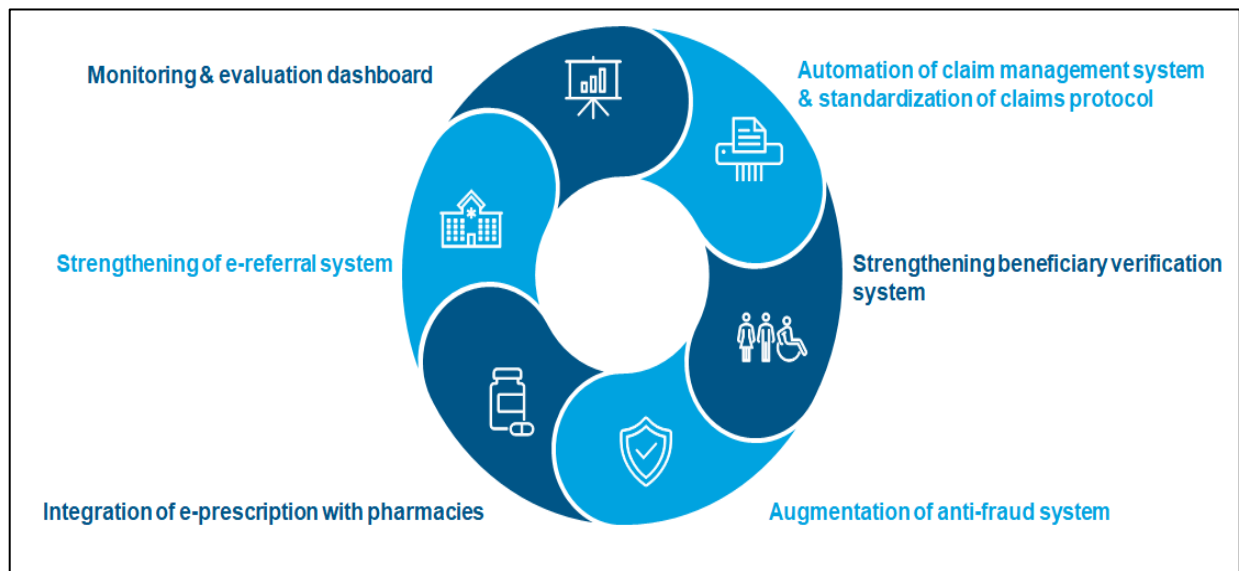 Monitoring & evaluation dashboard
Automation of claim management system
& standardization of claims protocol
Strengthening of e-referral system
Strengthening beneficiary verification
system
Integration of e-prescription with pharmacies
Augmentation of anti-fraud system